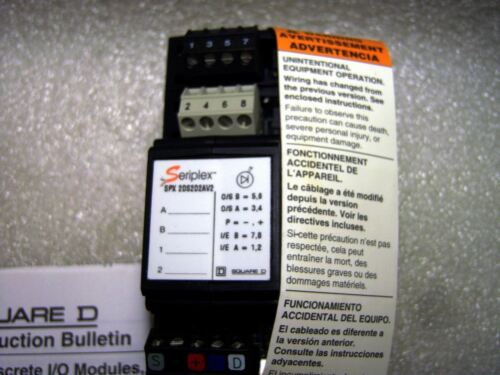 1 3 5 7
2 4 6 8
Seriplex
SPX 2DS2D2AV2
O/S B = 5,6
O/S A = 3,4
P = -, +
I/E B = 7,8
I/E A = 1,2
A
B
1
2
SQUARE D
S + D
AVERTISSEMENT
ADVERTENCIA
UNINTENTIONAL
EQUIPMENT OPERATION.
Wiring has changed from
the previous version. See
enclosed instructions.
Failure to observe this
precaution can cause death,
severe personal injury, or
equipment damage.
FONCTIONNEMENT
ACCIDENTEL DE
L'APPAREIL.
Le câblage a été modifié
depuis la version
précédente. Voir les
directives incluses.
Si cette précaution n'est pas
respectée, cela peut
entraîner la mort, des
blessures graves ou des
dommages matériels.
FUNCIONAMIENTO
ACCIDENTAL DEL EQUIPO.
El cableado es diferente a
la versión anterior.
Consulte las instrucciones
adyacentes.
El incumplimiento
UARE D
uction Bulletin
screte I/O Modules,